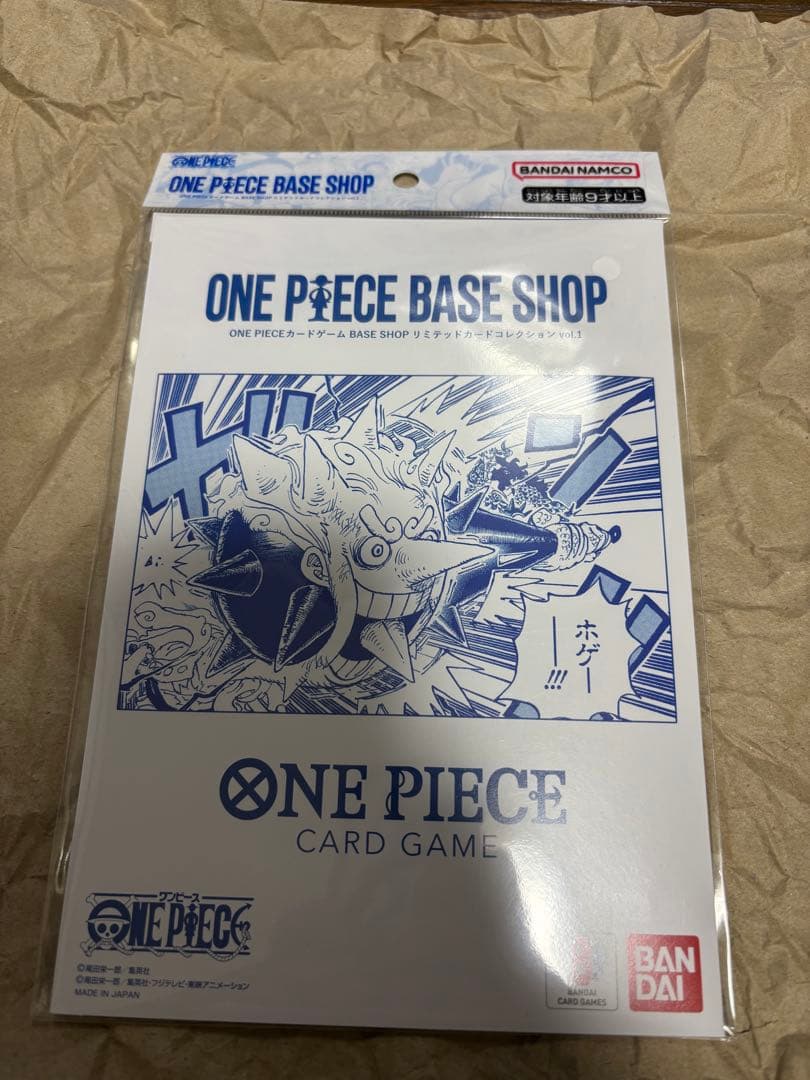 ONE PIECE
ONE PIECE BASE SHOP
BANDAI NAMCO
対象年齢9才以上
ONE PIECE BASE SHOP
ONE PIECEカードゲーム BASE SHOP リミテッドカードコレクション vol.1
ホゲー
ーー!!!
ONE PIECE
CARD GAME
ワンピース
ONE PIECE
©尾田栄一郎／集英社
©尾田栄一郎／集英社・フジテレビ・東映アニメーション
MADE IN JAPAN
BANDAI
CARD GAMES
BAN
DAI